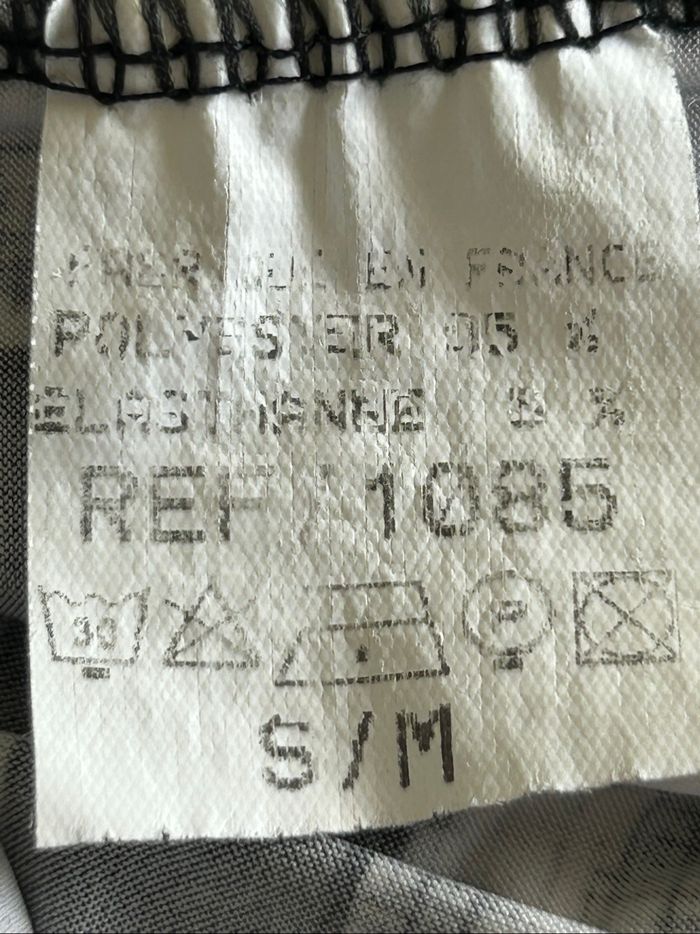 EN FRANCE
POLYESTER 95 %
ELASTHANNE 5 %
REF 1085
30
P
S/M